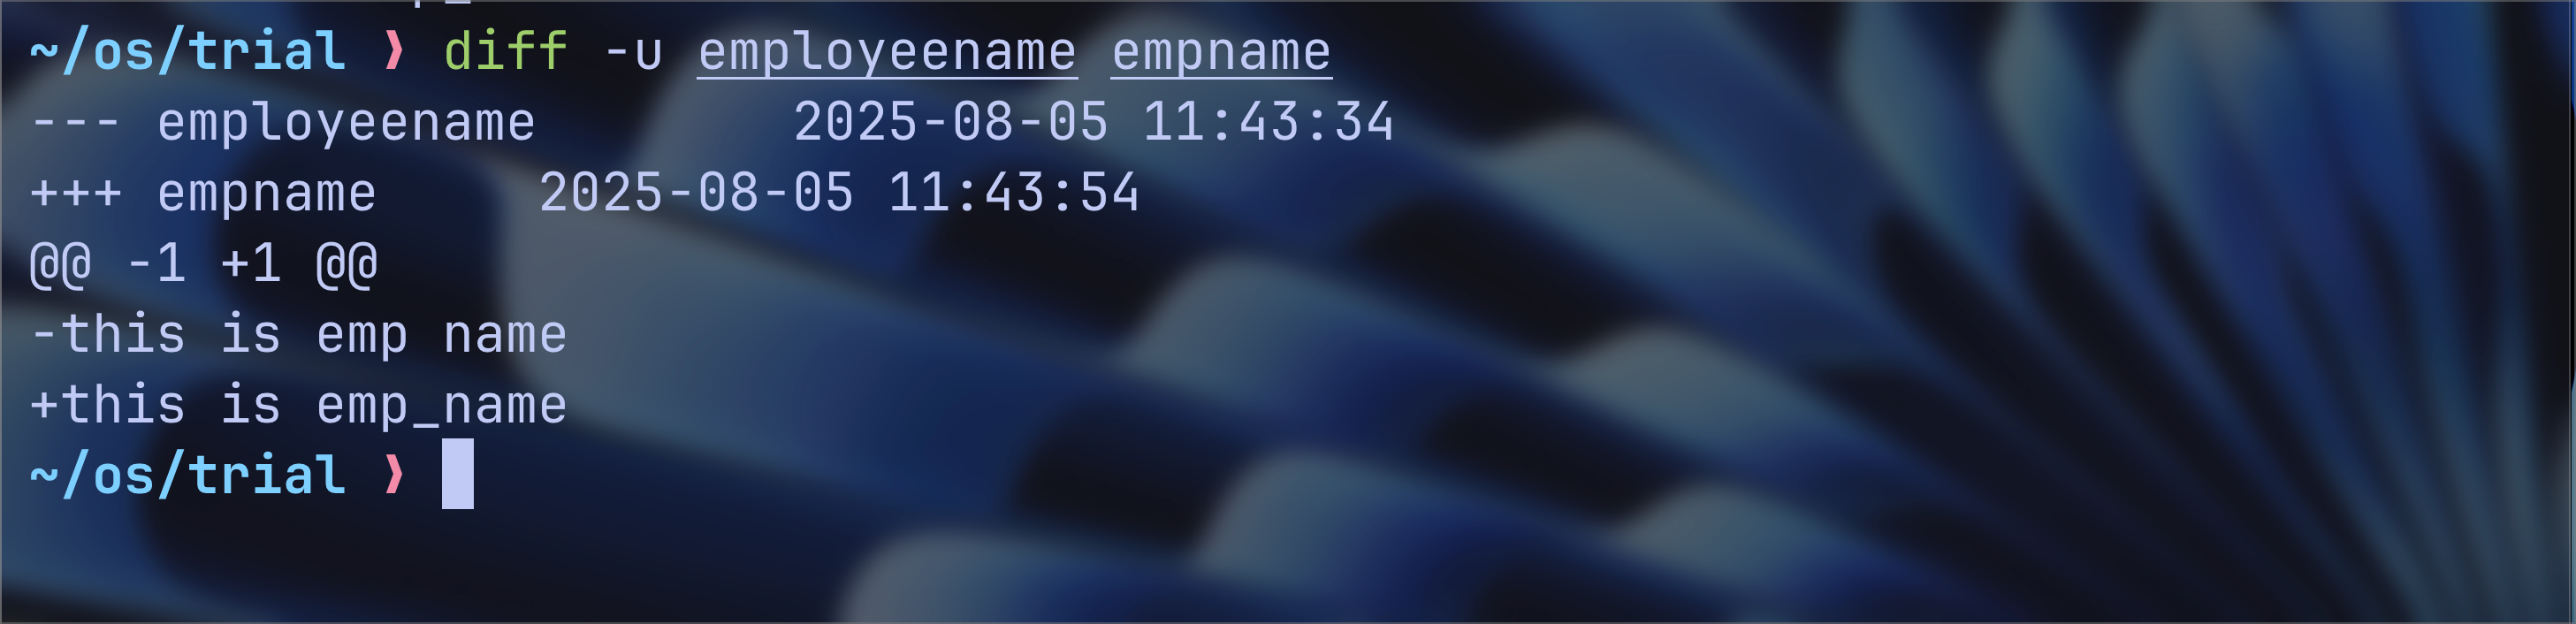 ~/os/trial ❯ diff -u employeename empname
--- employeename        2025-08-05 11:43:34
+++ empname     2025-08-05 11:43:54
@@ -1 +1 @@
-this is emp name
+this is emp_name
~/os/trial ❯